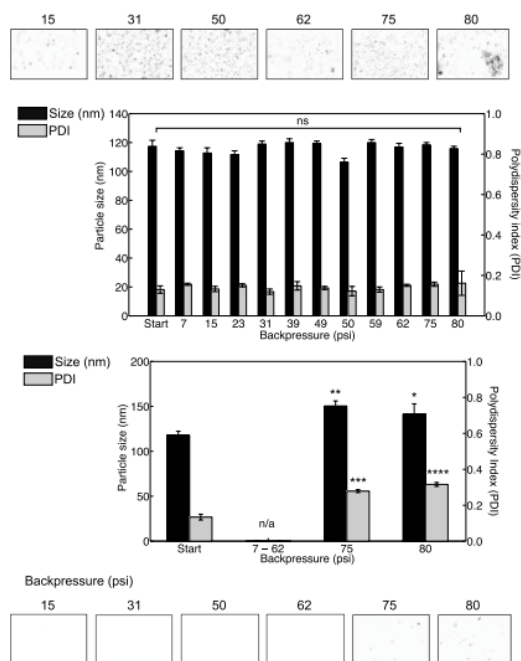 15 31 50 62 75 80
Size (nm)
PDI
ns
140
120
100
80
60
40
20
0
Particle size (nm)
1.0
0.8
0.6
0.4
0.2
0.0
Polydispersity index (PDI)
Start 7 15 23 31 39 49 50 59 62 75 80
Backpressure (psi)
Size (nm)
PDI
200
150
100
50
0
Particle size (nm)
n/a
**
***
*
****
1.0
0.8
0.6
0.4
0.2
0.0
Polydispersity Index (PDI)
Start 7 – 62 75 80
Backpressure (psi)
Backpressure (psi)
15 31 50 62 75 80